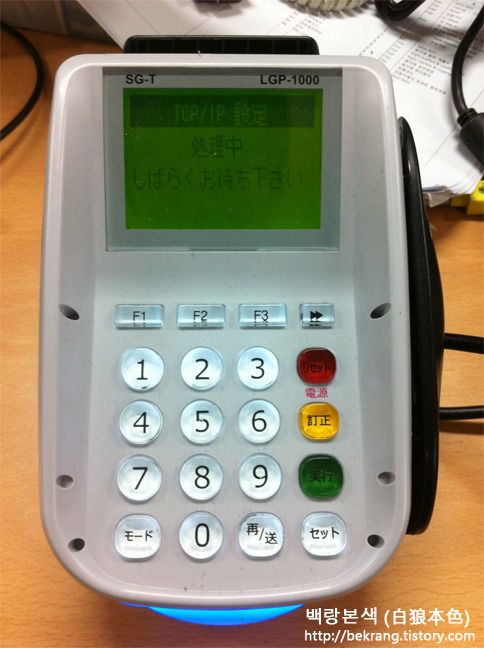 SG-T LGP-1000
TCP/IP 設定
処理中
しばらくお待ち下さい
F1 F2 F3
1 2 3 リセット
電源
4 5 6 訂正
7 8 9 実行
モード 0 再/送 セット
백랑본색 (白狼本色)
http://bekrang.tistory.com/